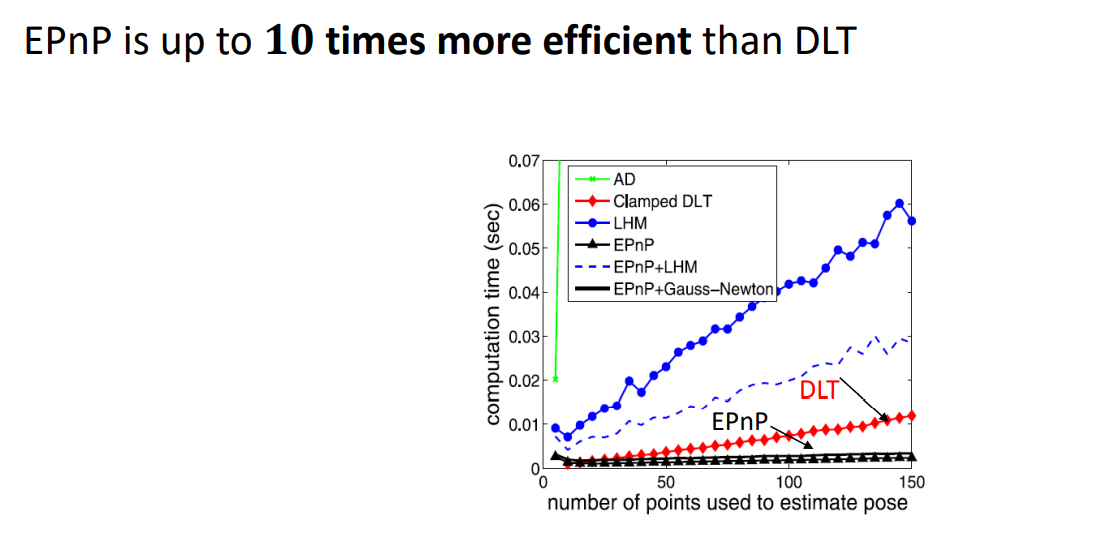 EPnP is up to 10 times more efficient than DLT
0.07
0.06
0.05
0.04
0.03
0.02
0.01
0
computation time (sec)
AD
Clamped DLT
LHM
EPnP
EPnP+LHM
EPnP+Gauss−Newton
DLT
EPnP
0
50
100
150
number of points used to estimate pose